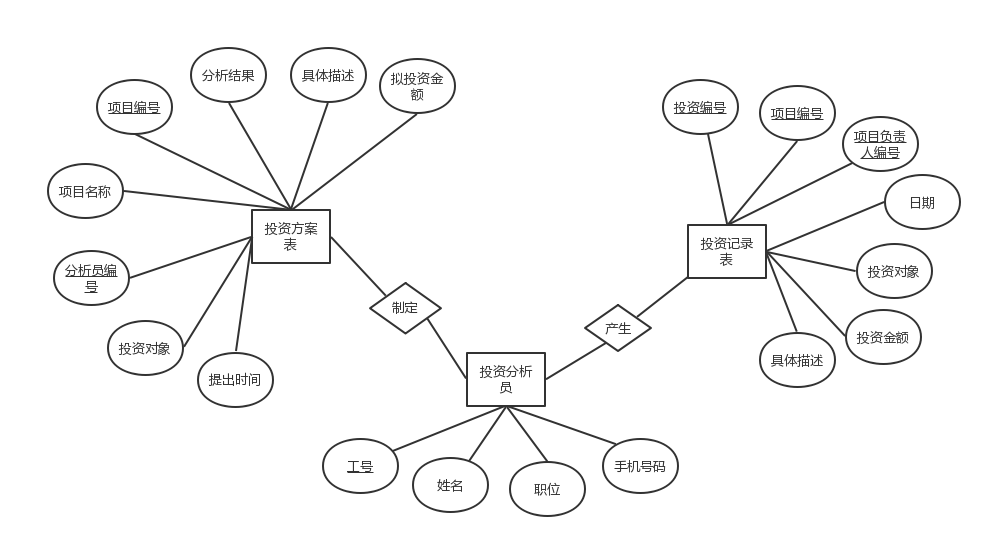 分析结果
具体描述
拟投资金
额
项目编号
项目名称
投资方案
表
分析员编
号
投资对象
提出时间
制定
投资编号
项目编号
项目负责
人编号
日期
投资记录
表
投资对象
投资金额
具体描述
产生
投资分析
员
工号
姓名
职位
手机号码